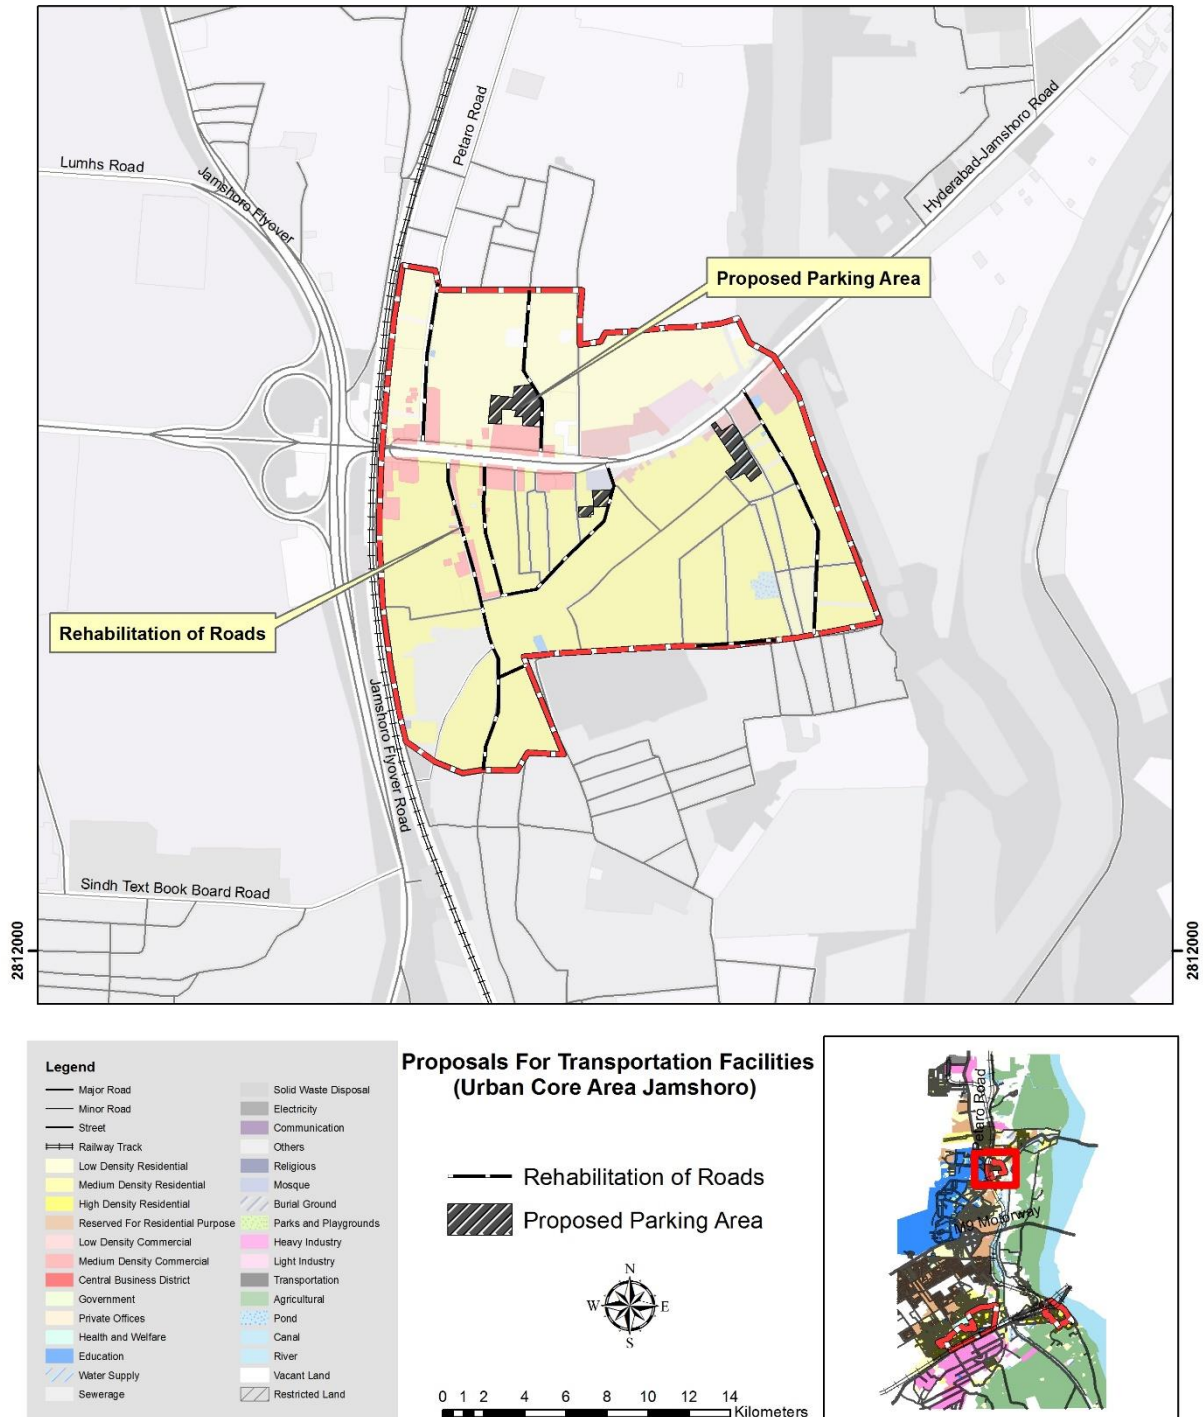 Petaro Road
Lumhs Road
Jamshoro Flyover
Hyderabad-Jamshoro Road
Proposed Parking Area
Rehabilitation of Roads
Jamshoro Flyover Road
Sindh Text Book Board Road
2812000
2812000
Legend
Major Road
Minor Road
Street
Railway Track
Low Density Residential
Medium Density Residential
High Density Residential
Reserved For Residential Purpose
Low Density Commercial
Medium Density Commercial
Central Business District
Government
Private Offices
Health and Welfare
Education
Water Supply
Sewerage
Solid Waste Disposal
Electricity
Communication
Others
Religious
Mosque
Burial Ground
Parks and Playgrounds
Heavy Industry
Light Industry
Transportation
Agricultural
Pond
Canal
River
Vacant Land
Restricted Land
Proposals For Transportation Facilities
(Urban Core Area Jamshoro)
Rehabilitation of Roads
Proposed Parking Area
N
W E
S
0 1 2 4 6 8 10 12 14
Kilometers
Petaro Road
M9 Motorway